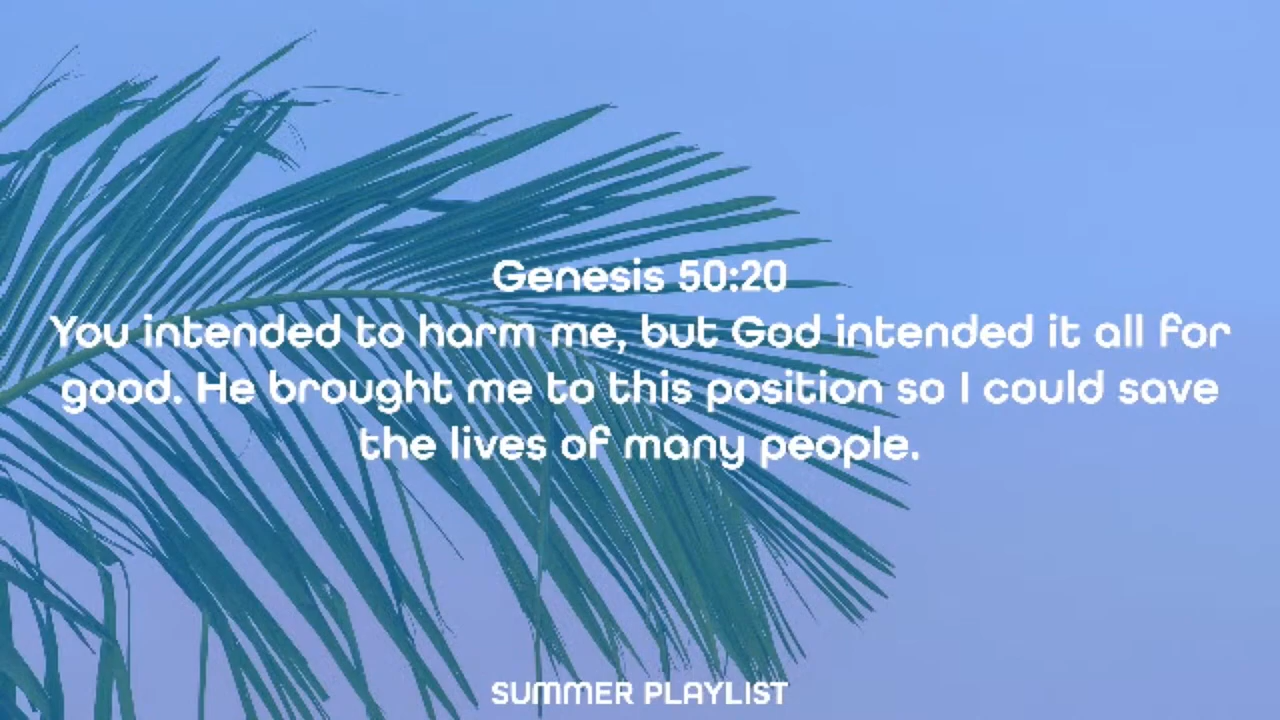 Genesis 50:20
You intended to harm me, but God intended it all for
good. He brought me to this position so I could save
the lives of many people.
SUMMER PLAYLIST